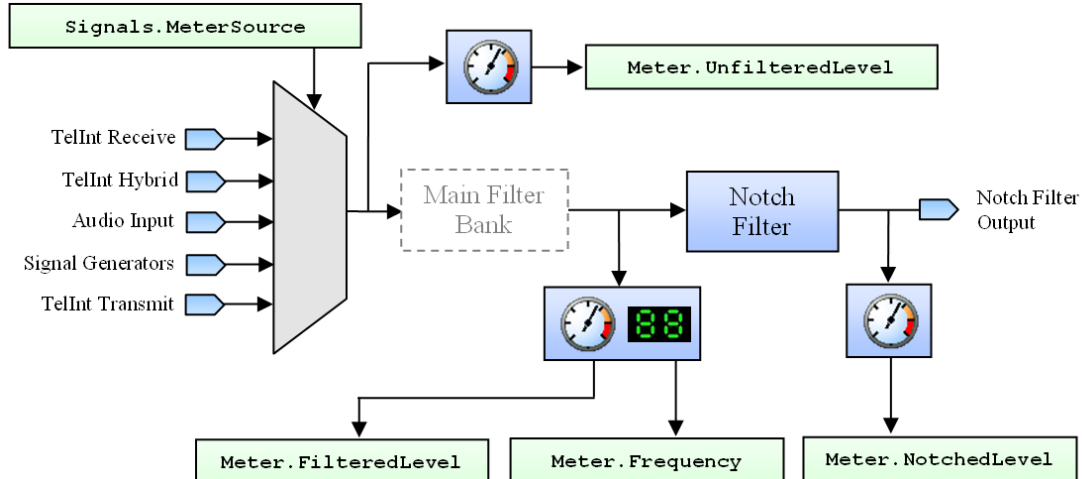 Signals.MeterSource
Meter.UnfilteredLevel
TelInt Receive
TelInt Hybrid
Audio Input
Signal Generators
TelInt Transmit
Main Filter
Bank
Notch
Filter
Notch Filter
Output
88
Meter.FilteredLevel
Meter.Frequency
Meter.NotchedLevel